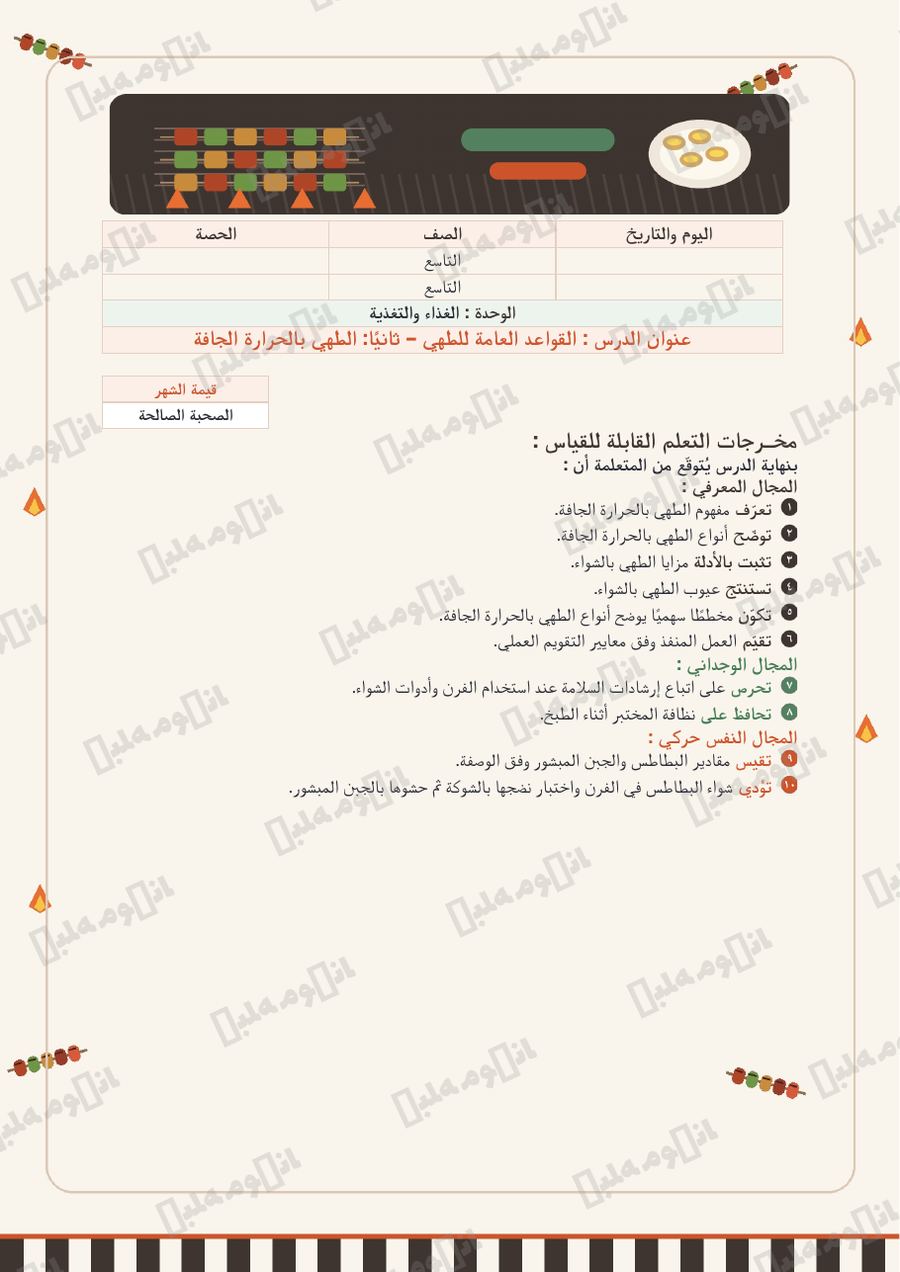 اليوم والتاريخ الصف الحصة
التاسع
التاسع
الوحدة : الغذاء والتغذية
عنوان الدرس : القواعد العامة للطهي – ثانيًا: الطهي بالحرارة الجافة
قيمة الشهر
الصحبة الصالحة
مخـرجات التعلم القابلة للقياس :
بنهاية الدرس يُتوقّع من المتعلمة أن :
المجال المعرفي :
١ تعرّف مفهوم الطهي بالحرارة الجافة.
٢ توضّح أنواع الطهي بالحرارة الجافة.
٣ تثبت بالأدلة مزايا الطهي بالشواء.
٤ تستنتج عيوب الطهي بالشواء.
٥ تكوّن مخططًا سهميًا يوضح أنواع الطهي بالحرارة الجافة.
٦ تقيّم العمل المنفذ وفق معايير التقويم العملي.
المجال الوجداني :
٧ تحرص على اتباع إرشادات السلامة عند استخدام الفرن وأدوات الشواء.
٨ تحافظ على نظافة المختبر أثناء الطبخ.
المجال النفس حركي :
٩ تقيس مقادير البطاطس والجبن المبشور وفق الوصفة.
١٠ تؤدي شواء البطاطس في الفرن واختبار نضجها بالشوكة ثم حشوها بالجبن المبشور.